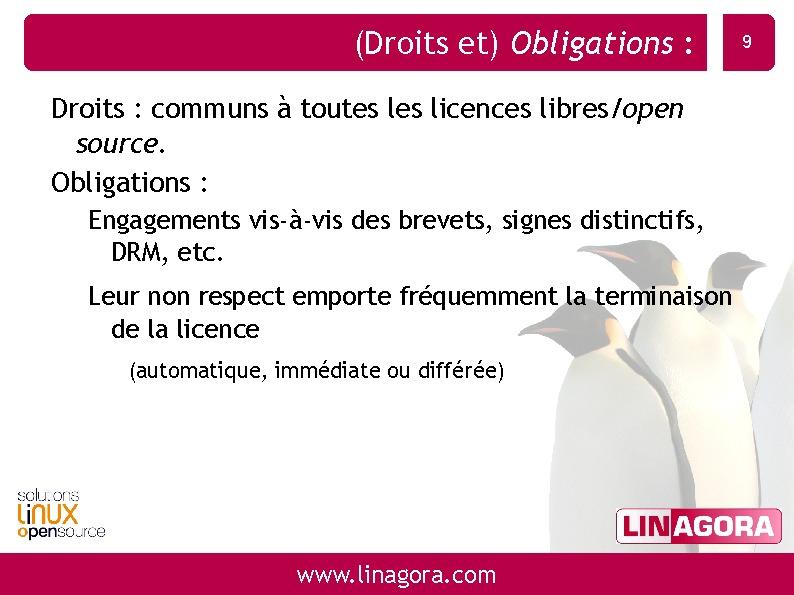 (Droits et) Obligations :
9
Droits : communs à toutes les licences libres/open
source.
Obligations :
Engagements vis-à-vis des brevets, signes distinctifs,
DRM, etc.
Leur non respect emporte fréquemment la terminaison
de la licence
(automatique, immédiate ou différée)
solutions
LiNUX
opensource
LINAGORA
www.linagora.com